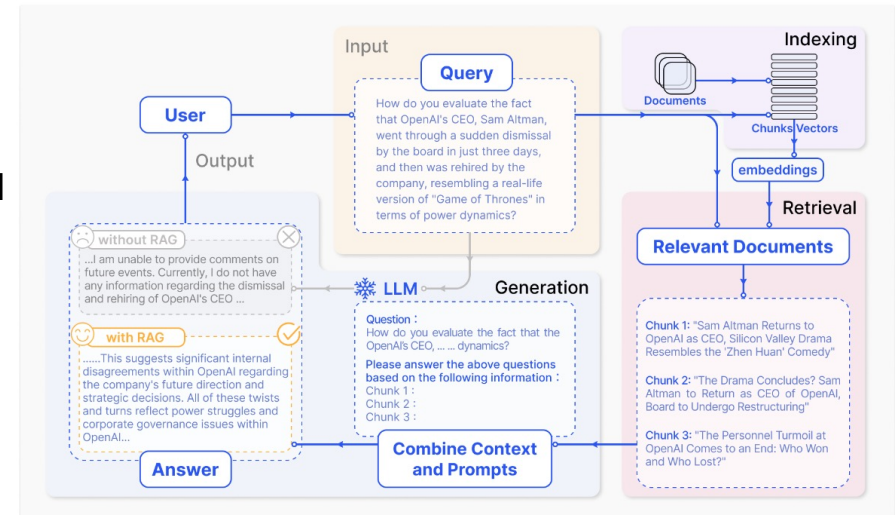 Input
Query
How do you evaluate the fact
that OpenAI's CEO, Sam Altman,
went through a sudden dismissal
by the board in just three days,
and then was rehired by the
company, resembling a real-life
version of "Game of Thrones" in
terms of power dynamics?
Indexing
Documents
Chunks Vectors
embeddings
User
Output
Retrieval
Relevant Documents
Chunk 1: "Sam Altman Returns to
OpenAI as CEO, Silicon Valley Drama
Resembles the 'Zhen Huan' Comedy"
Chunk 2: "The Drama Concludes? Sam
Altman to Return as CEO of OpenAI,
Board to Undergo Restructuring"
Chunk 3: "The Personnel Turmoil at
OpenAI Comes to an End: Who Won
and Who Lost?"
LLM
Generation
Question :
How do you evaluate the fact that the
OpenAI's CEO, ... ... dynamics?
Please answer the above questions
based on the following information :
Chunk 1 :
Chunk 2 :
Chunk 3 :
Combine Context
and Prompts
without RAG
...I am unable to provide comments on
future events. Currently, I do not have
any information regarding the dismissal
and rehiring of OpenAI's CEO ...
with RAG
......This suggests significant internal
disagreements within OpenAI regarding
the company's future direction and
strategic decisions. All of these twists
and turns reflect power struggles and
corporate governance issues within
OpenAI...
Answer